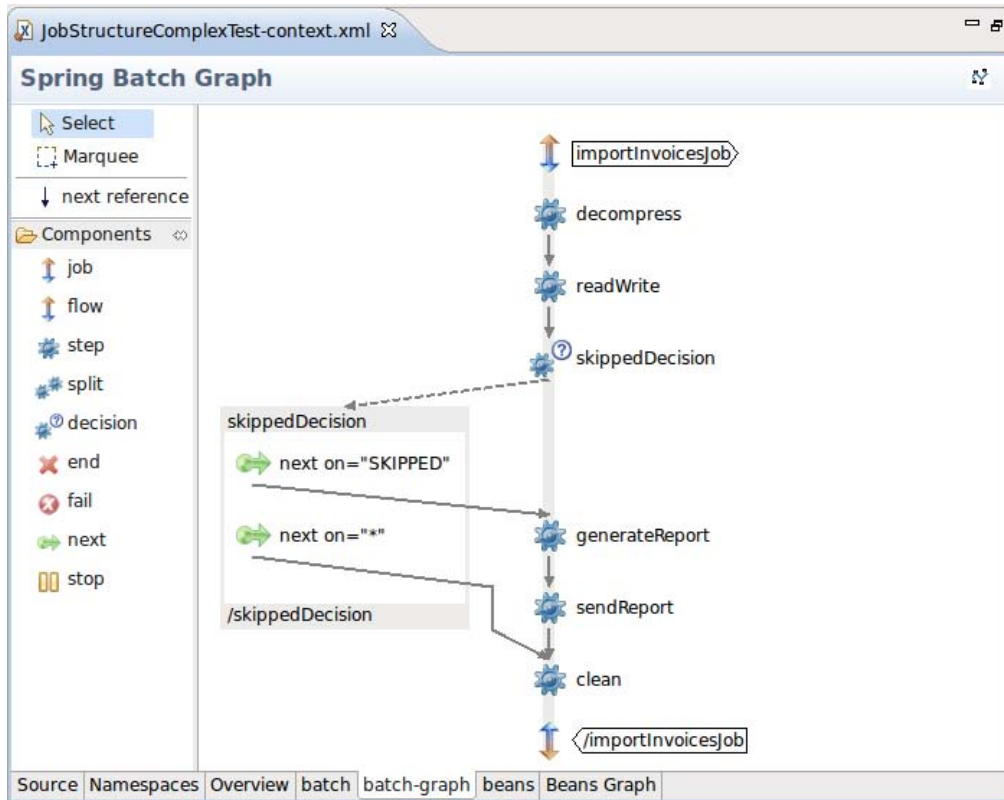 JobStructureComplexTest-context.xml
Spring Batch Graph
Select
Marquee
next reference
Components
job
flow
step
split
decision
end
fail
next
stop
importInvoicesJob
decompress
readWrite
? skippedDecision
skippedDecision
next on="SKIPPED"
next on="*"
/skippedDecision
generateReport
sendReport
clean
/importInvoicesJob
Source Namespaces Overview batch batch-graph beans Beans Graph